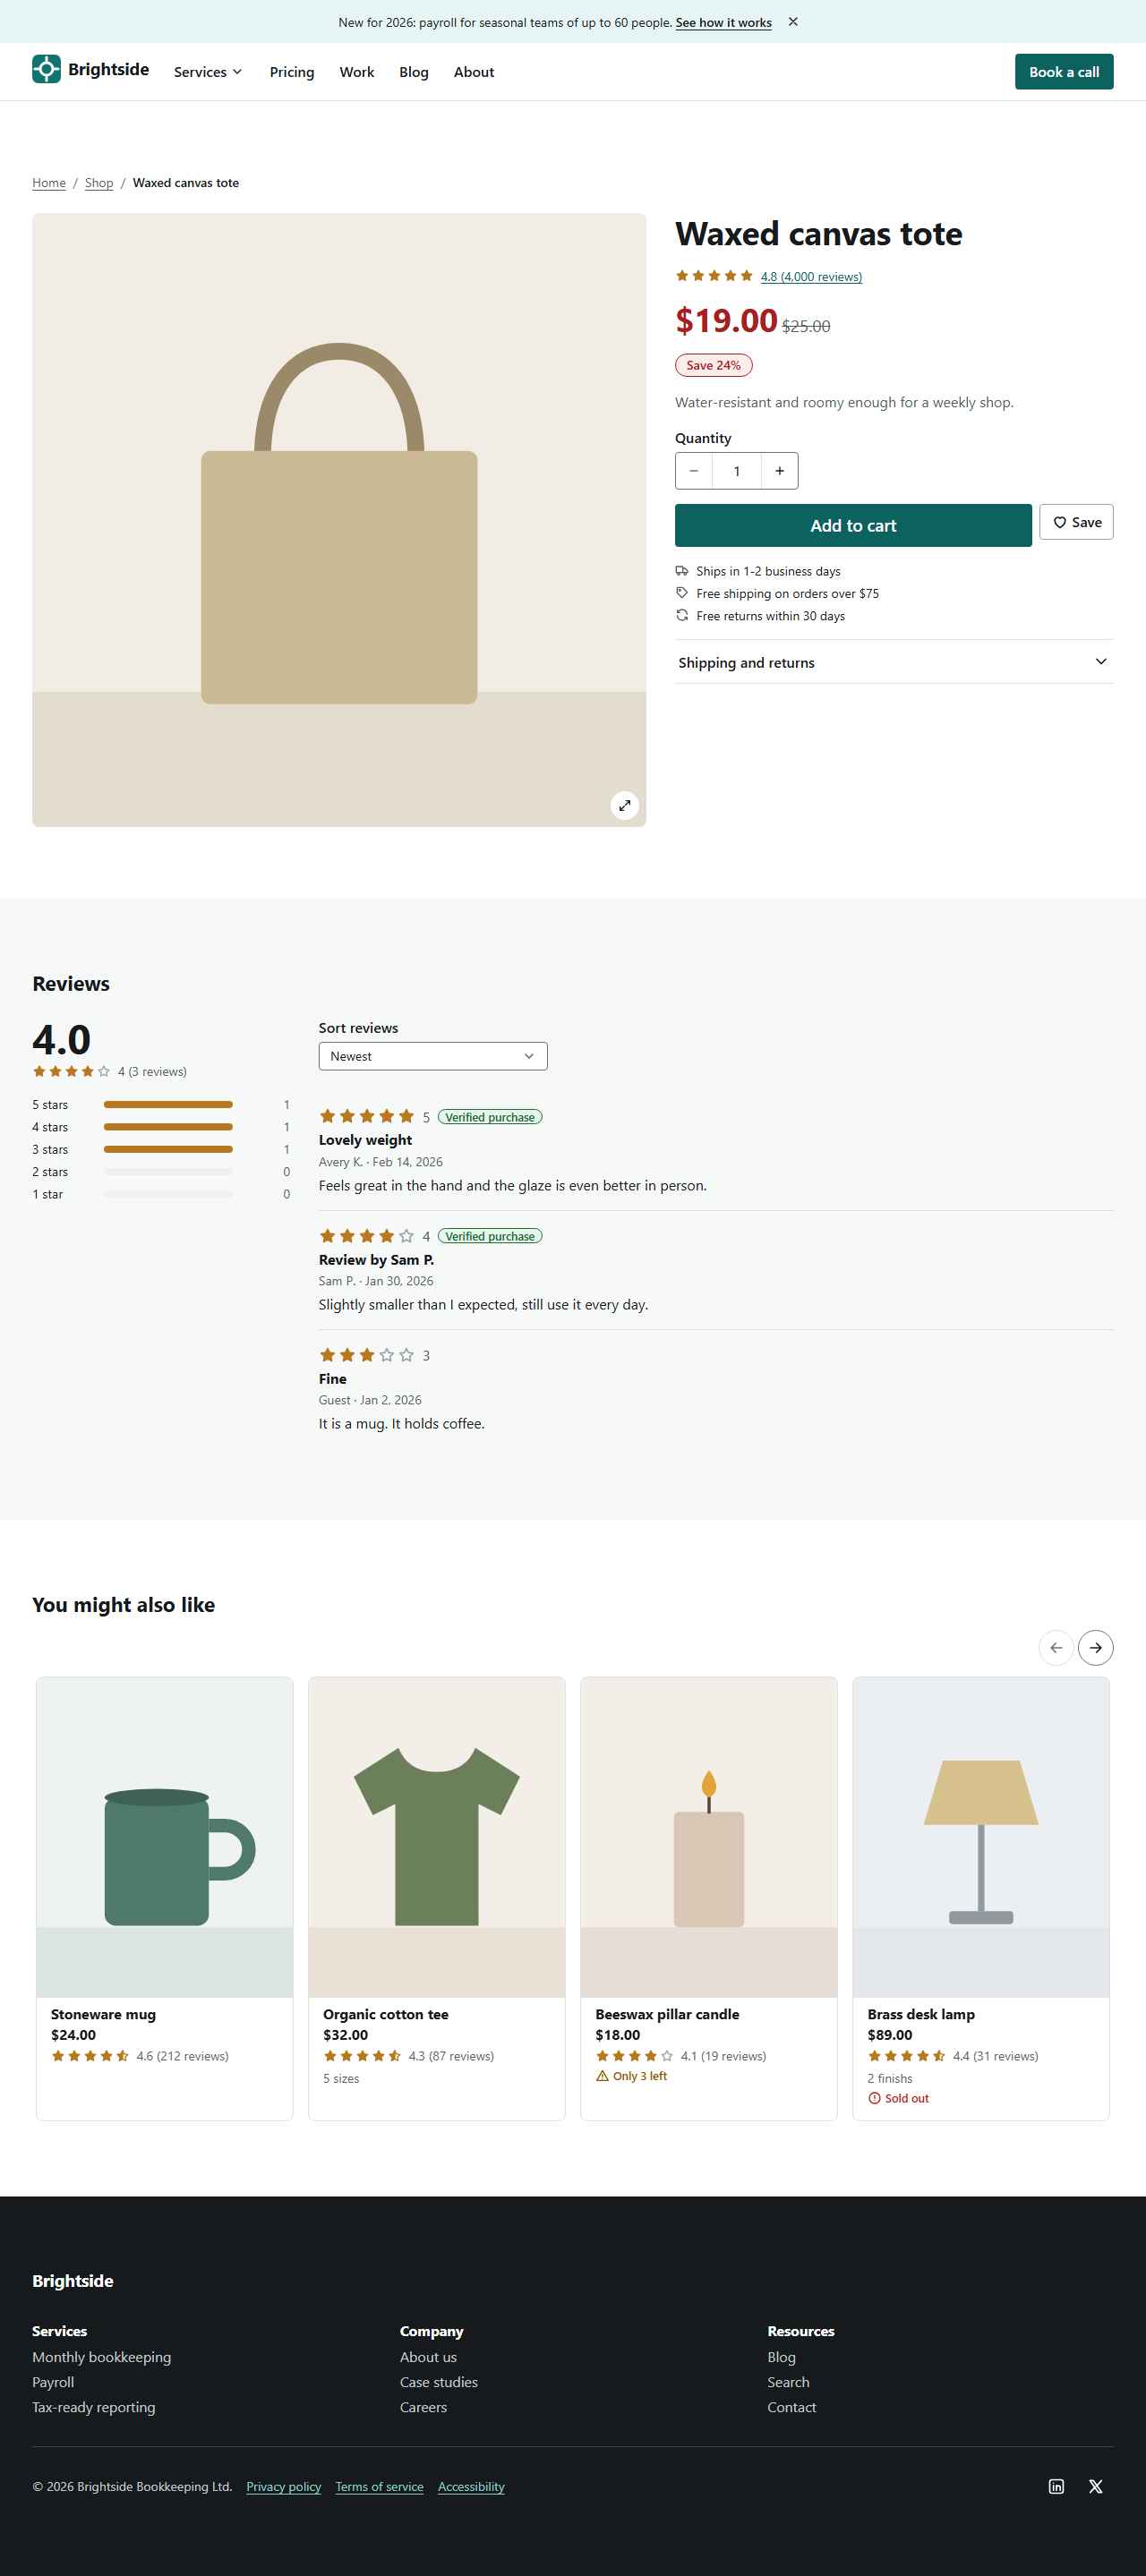 New for 2026: payroll for seasonal teams of up to 60 people. See how it works
Brightside
Services
Pricing
Work
Blog
About
Book a call
Home / Shop / Waxed canvas tote
Waxed canvas tote
4.8 (4,000 reviews)
$19.00 $25.00
Save 24%
Water-resistant and roomy enough for a weekly shop.
Quantity
1
Add to cart
Save
Ships in 1-2 business days
Free shipping on orders over $75
Free returns within 30 days
Shipping and returns
Reviews
4.0
4 (3 reviews)
5 stars 1
4 stars 1
3 stars 1
2 stars 0
1 star 0
Sort reviews
Newest
5 Verified purchase
Lovely weight
Avery K. · Feb 14, 2026
Feels great in the hand and the glaze is even better in person.
4 Verified purchase
Review by Sam P.
Sam P. · Jan 30, 2026
Slightly smaller than I expected, still use it every day.
3
Fine
Guest · Jan 2, 2026
It is a mug. It holds coffee.
You might also like
Stoneware mug
$24.00
4.6 (212 reviews)
Organic cotton tee
$32.00
4.3 (87 reviews)
5 sizes
Beeswax pillar candle
$18.00
4.1 (19 reviews)
Only 3 left
Brass desk lamp
$89.00
4.4 (31 reviews)
2 finishs
Sold out
Brightside
Services
Monthly bookkeeping
Payroll
Tax-ready reporting
Company
About us
Case studies
Careers
Resources
Blog
Search
Contact
© 2026 Brightside Bookkeeping Ltd. Privacy policy Terms of service Accessibility